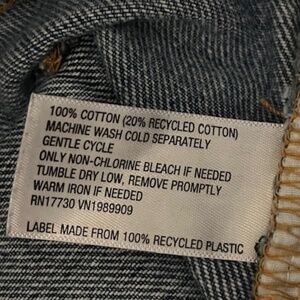 100% COTTON (20% RECYCLED COTTON)
MACHINE WASH COLD SEPARATELY
GENTLE CYCLE
ONLY NON-CHLORINE BLEACH IF NEEDED
TUMBLE DRY LOW, REMOVE PROMPTLY
WARM IRON IF NEEDED
RN17730 VN1989909
LABEL MADE FROM 100% RECYCLED PLASTIC